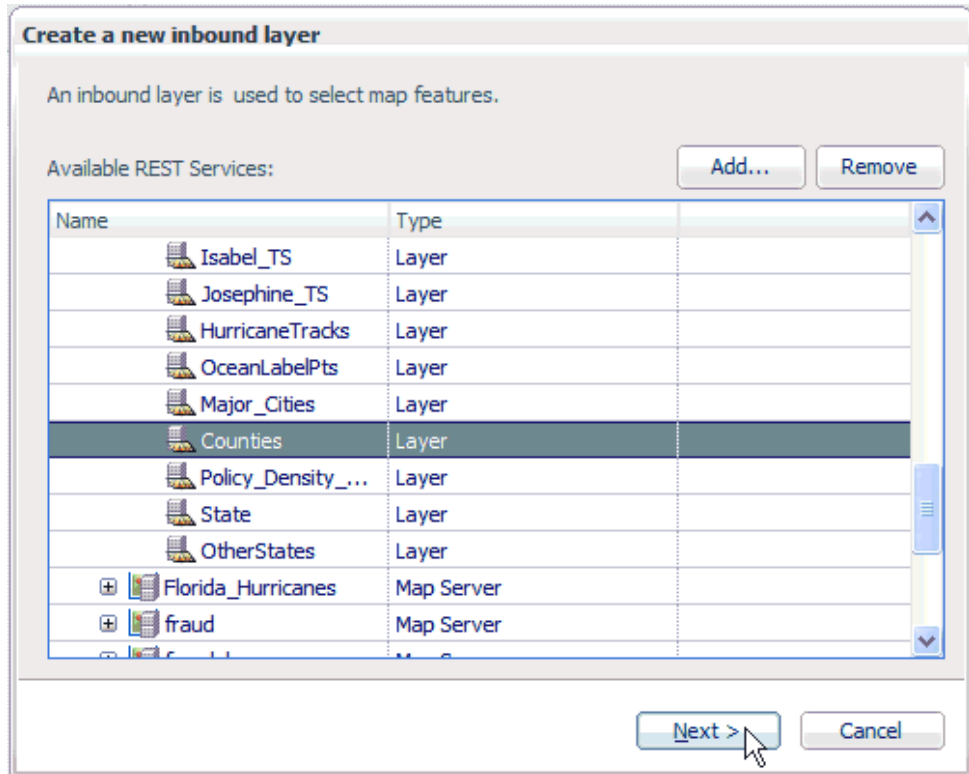 Create a new inbound layer
An inbound layer is used to select map features.
Available REST Services:
Add...
Remove
Name Type
Isabel_TS Layer
Josephine_TS Layer
HurricaneTracks Layer
OceanLabelPts Layer
Major_Cities Layer
Counties Layer
Policy_Density_... Layer
State Layer
OtherStates Layer
Florida_Hurricanes Map Server
fraud Map Server
Next >
Cancel